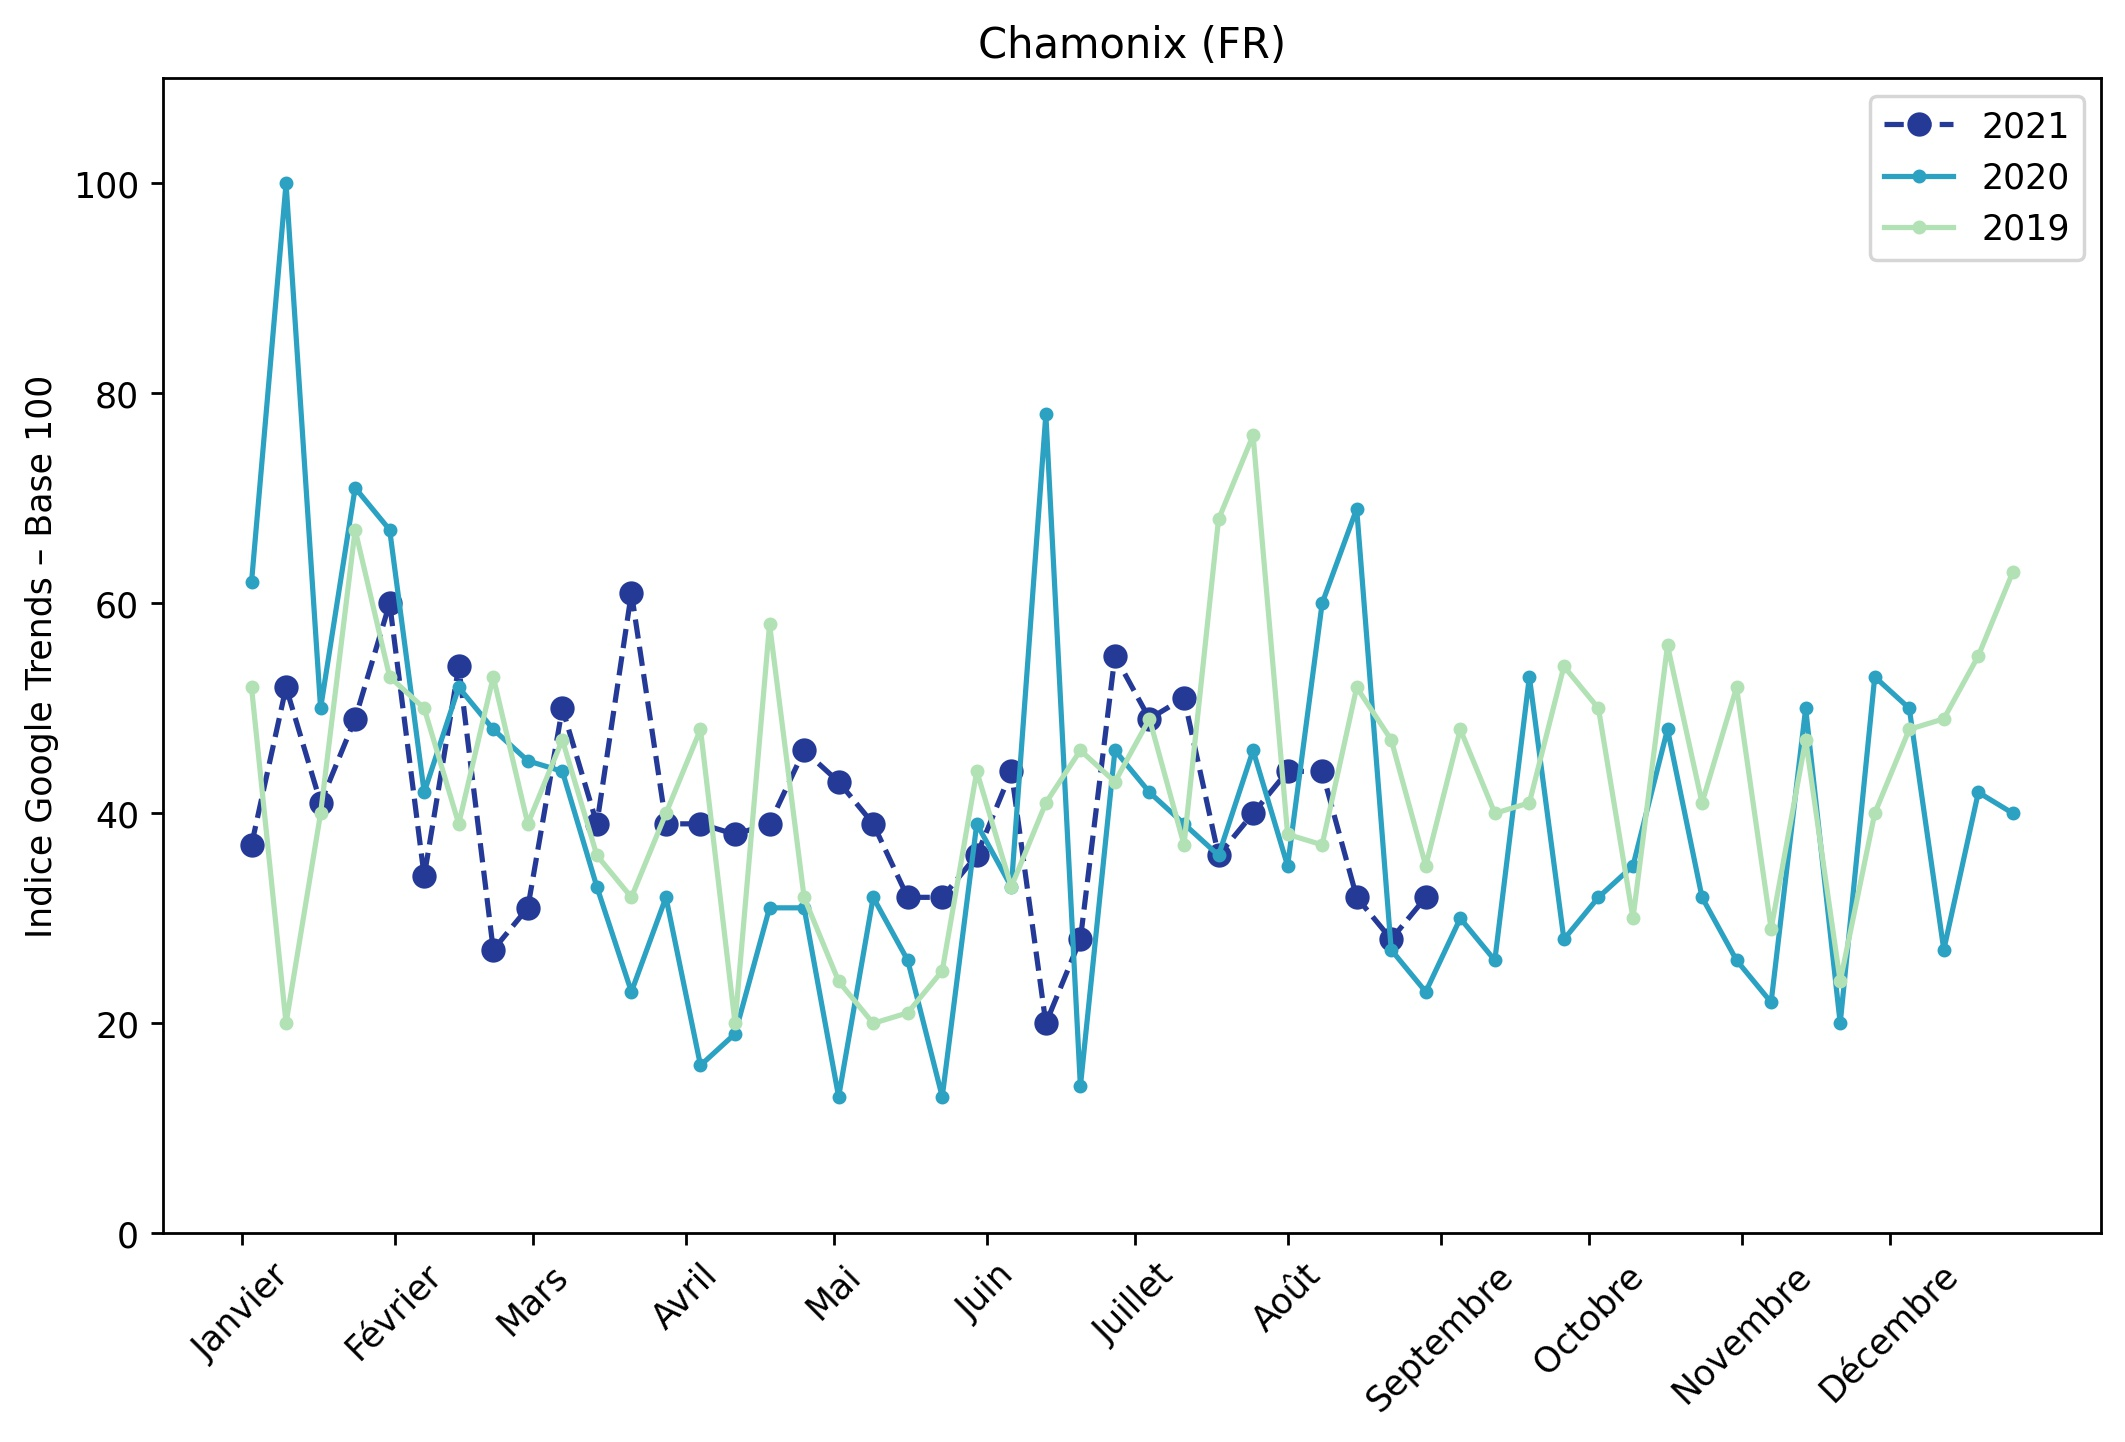 Chamonix (FR)
2021
2020
2019
Indice Google Trends – Base 100
100
80
60
40
20
0
Janvier
Février
Mars
Avril
Mai
Juin
Juillet
Août
Septembre
Octobre
Novembre
Décembre